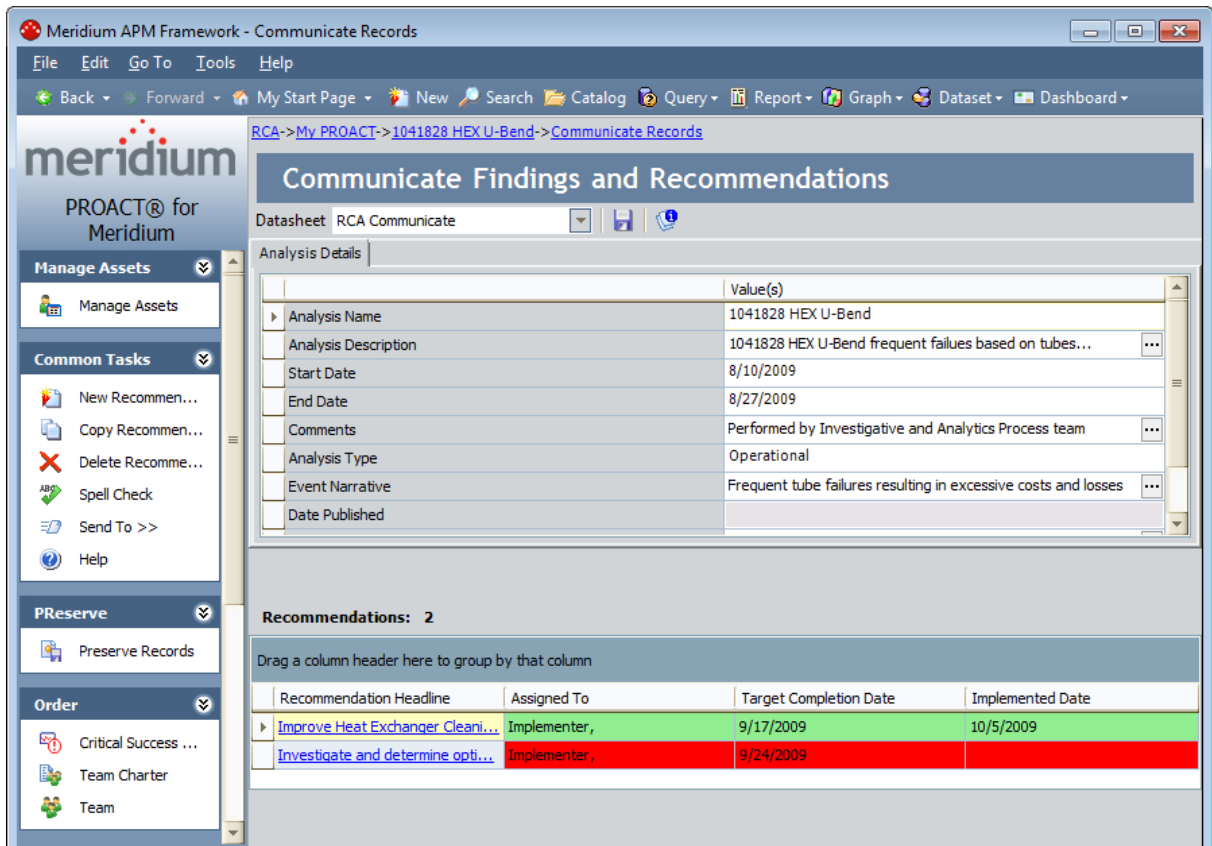 Meridium APM Framework - Communicate Records
File Edit Go To Tools Help
Back Forward My Start Page New Search Catalog Query Report Graph Dataset Dashboard
meridium
PROACT® for
Meridium
Manage Assets
Manage Assets
Common Tasks
New Recommen...
Copy Recommen...
Delete Recomme...
ABC
Spell Check
Send To >>
Help
PReserve
Preserve Records
Order
Critical Success ...
Team Charter
Team
RCA->My PROACT->1041828 HEX U-Bend->Communicate Records
Communicate Findings and Recommendations
Datasheet RCA Communicate
Analysis Details
Value(s)
Analysis Name 1041828 HEX U-Bend
Analysis Description 1041828 HEX U-Bend frequent failues based on tubes... ...
Start Date 8/10/2009
End Date 8/27/2009
Comments Performed by Investigative and Analytics Process team ...
Analysis Type Operational
Event Narrative Frequent tube failures resulting in excessive costs and losses ...
Date Published
Recommendations: 2
Drag a column header here to group by that column
Recommendation Headline Assigned To Target Completion Date Implemented Date
Improve Heat Exchanger Cleani... Implementer, 9/17/2009 10/5/2009
Investigate and determine opti... Implementer, 9/24/2009